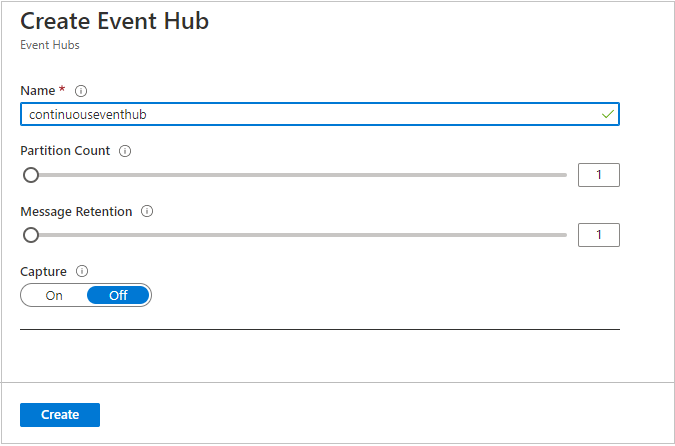 Create Event Hub
Event Hubs
Name *
continuouseventhub
Partition Count
1
Message Retention
1
Capture
On Off
Create